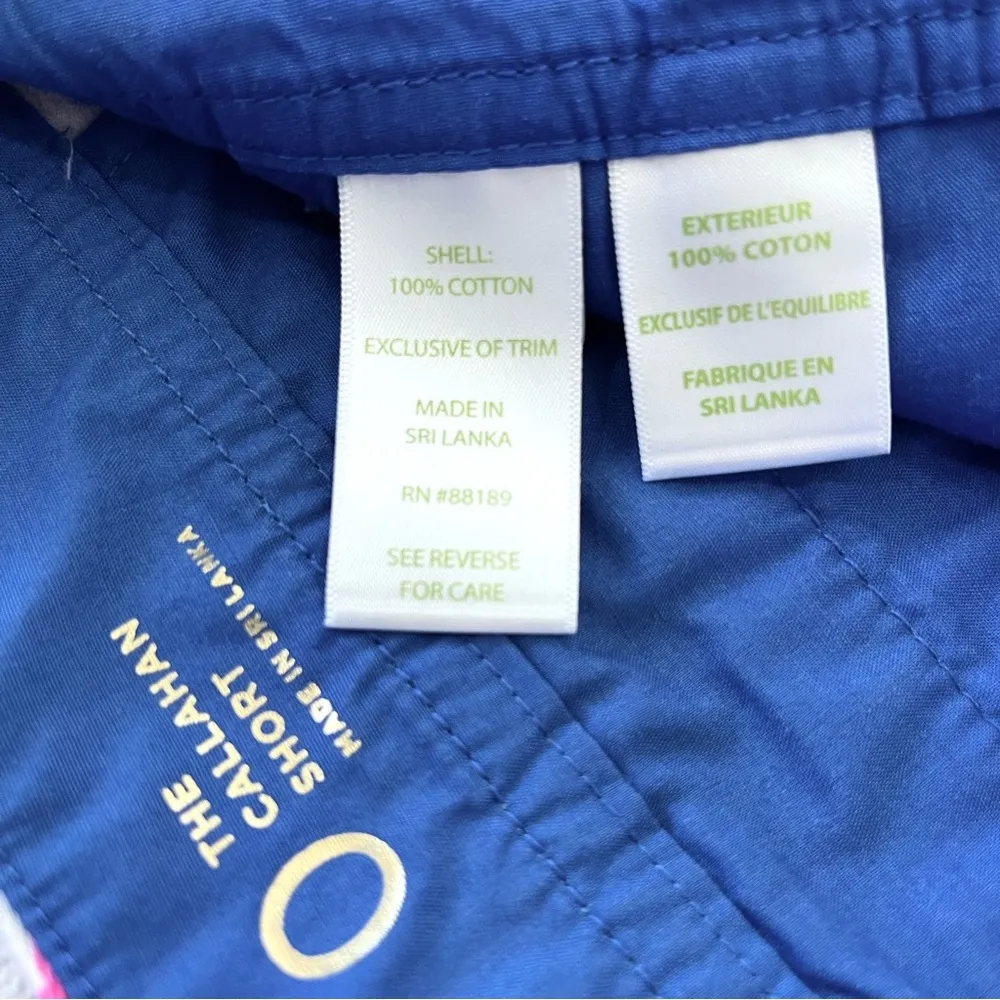 SHELL:
100% COTTON
EXCLUSIVE OF TRIM
MADE IN
SRI LANKA
RN #88189
SEE REVERSE
FOR CARE
EXTERIEUR
100% COTON
EXCLUSIF DE L'EQUILIBRE
FABRIQUE EN
SRI LANKA
THE
CALLAHAN
SHORT
MADE IN SRI LANKA
0